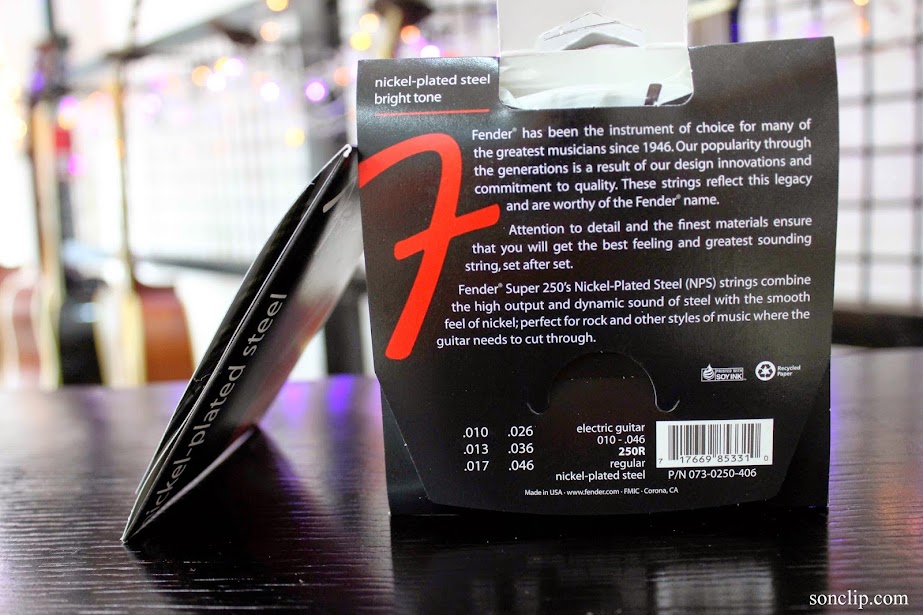 nickel-plated steel
bright tone
Fender® has been the instrument of choice for many of
the greatest musicians since 1946. Our popularity through
the generations is a result of our design innovations and
commitment to quality. These strings reflect this legacy
and are worthy of the Fender® name.
Attention to detail and the finest materials ensure
that you will get the best feeling and greatest sounding
string, set after set.
Fender® Super 250's Nickel-Plated Steel (NPS) strings combine
the high output and dynamic sound of steel with the smooth
feel of nickel; perfect for rock and other styles of music where the
guitar needs to cut through.
PRINTED WITH
SOY INK
Recycled
Paper
.010 .026
.013 .036
.017 .046
electric guitar
010 - .046
250R
regular
nickel-plated steel
7 17669 85331 0
P/N 073-0250-406
Made in USA · www.fender.com · FMIC · Corona, CA
nickel-plated steel
sonclip.com